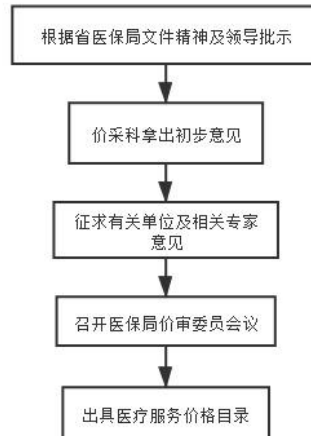 根据省医保局文件精神及领导批示
价采科拿出初步意见
征求有关单位及相关专家
意见
召开医保局价审委员会议
出具医疗服务价格目录